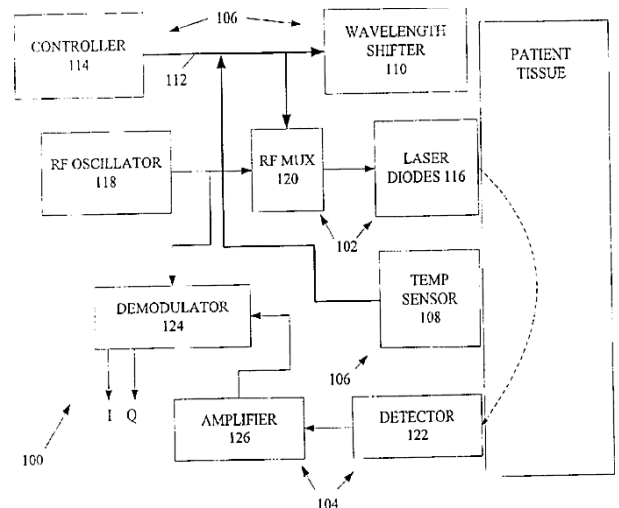 106
CONTROLLER
114
112
WAVELENGTH
SHIFTER
110
PATIENT
TISSUE
RF OSCILLATOR
118
RF MUX
120
LASER
DIODES 116
102
DEMODULATOR
124
TEMP
SENSOR
108
106
I Q
AMPLIFIER
126
DETECTOR
122
100
104